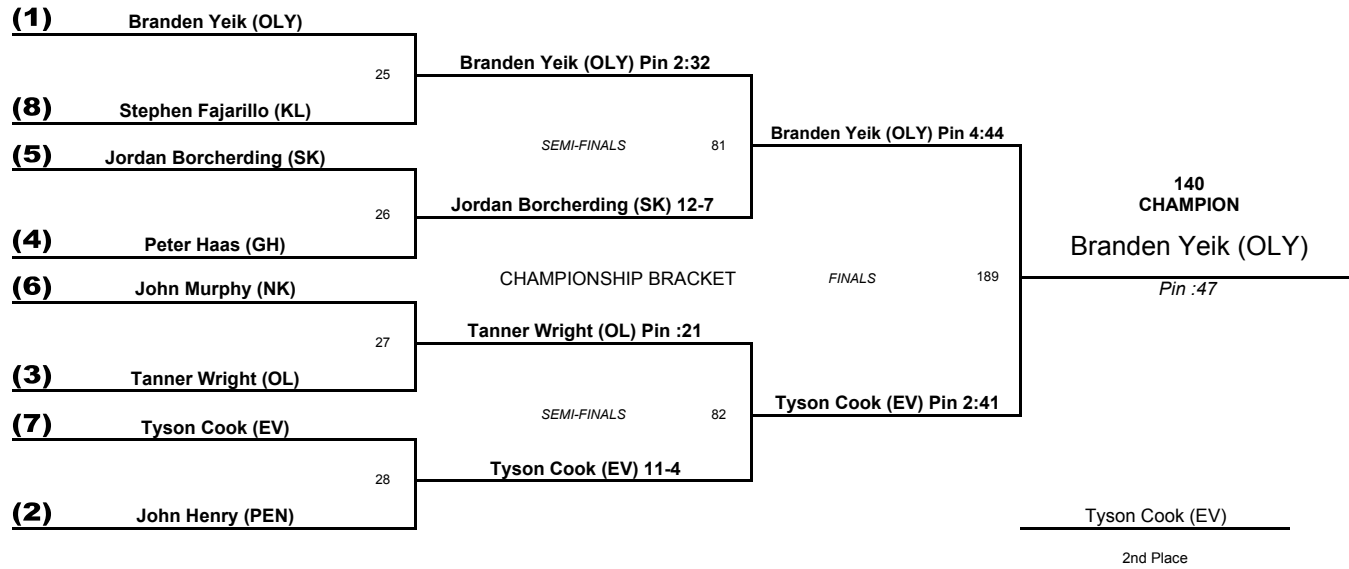 (1) Branden Yeik (OLY)
25
Branden Yeik (OLY) Pin 2:32
(8) Stephen Fajarillo (KL)
SEMI-FINALS 81
Branden Yeik (OLY) Pin 4:44
(5) Jordan Borcherding (SK)
26
Jordan Borcherding (SK) 12-7
(4) Peter Haas (GH)
140
CHAMPION
Branden Yeik (OLY)
Pin :47
CHAMPIONSHIP BRACKET
FINALS 189
(6) John Murphy (NK)
27
Tanner Wright (OL) Pin :21
(3) Tanner Wright (OL)
SEMI-FINALS 82
Tyson Cook (EV) Pin 2:41
(7) Tyson Cook (EV)
28
Tyson Cook (EV) 11-4
(2) John Henry (PEN)
Tyson Cook (EV)
2nd Place